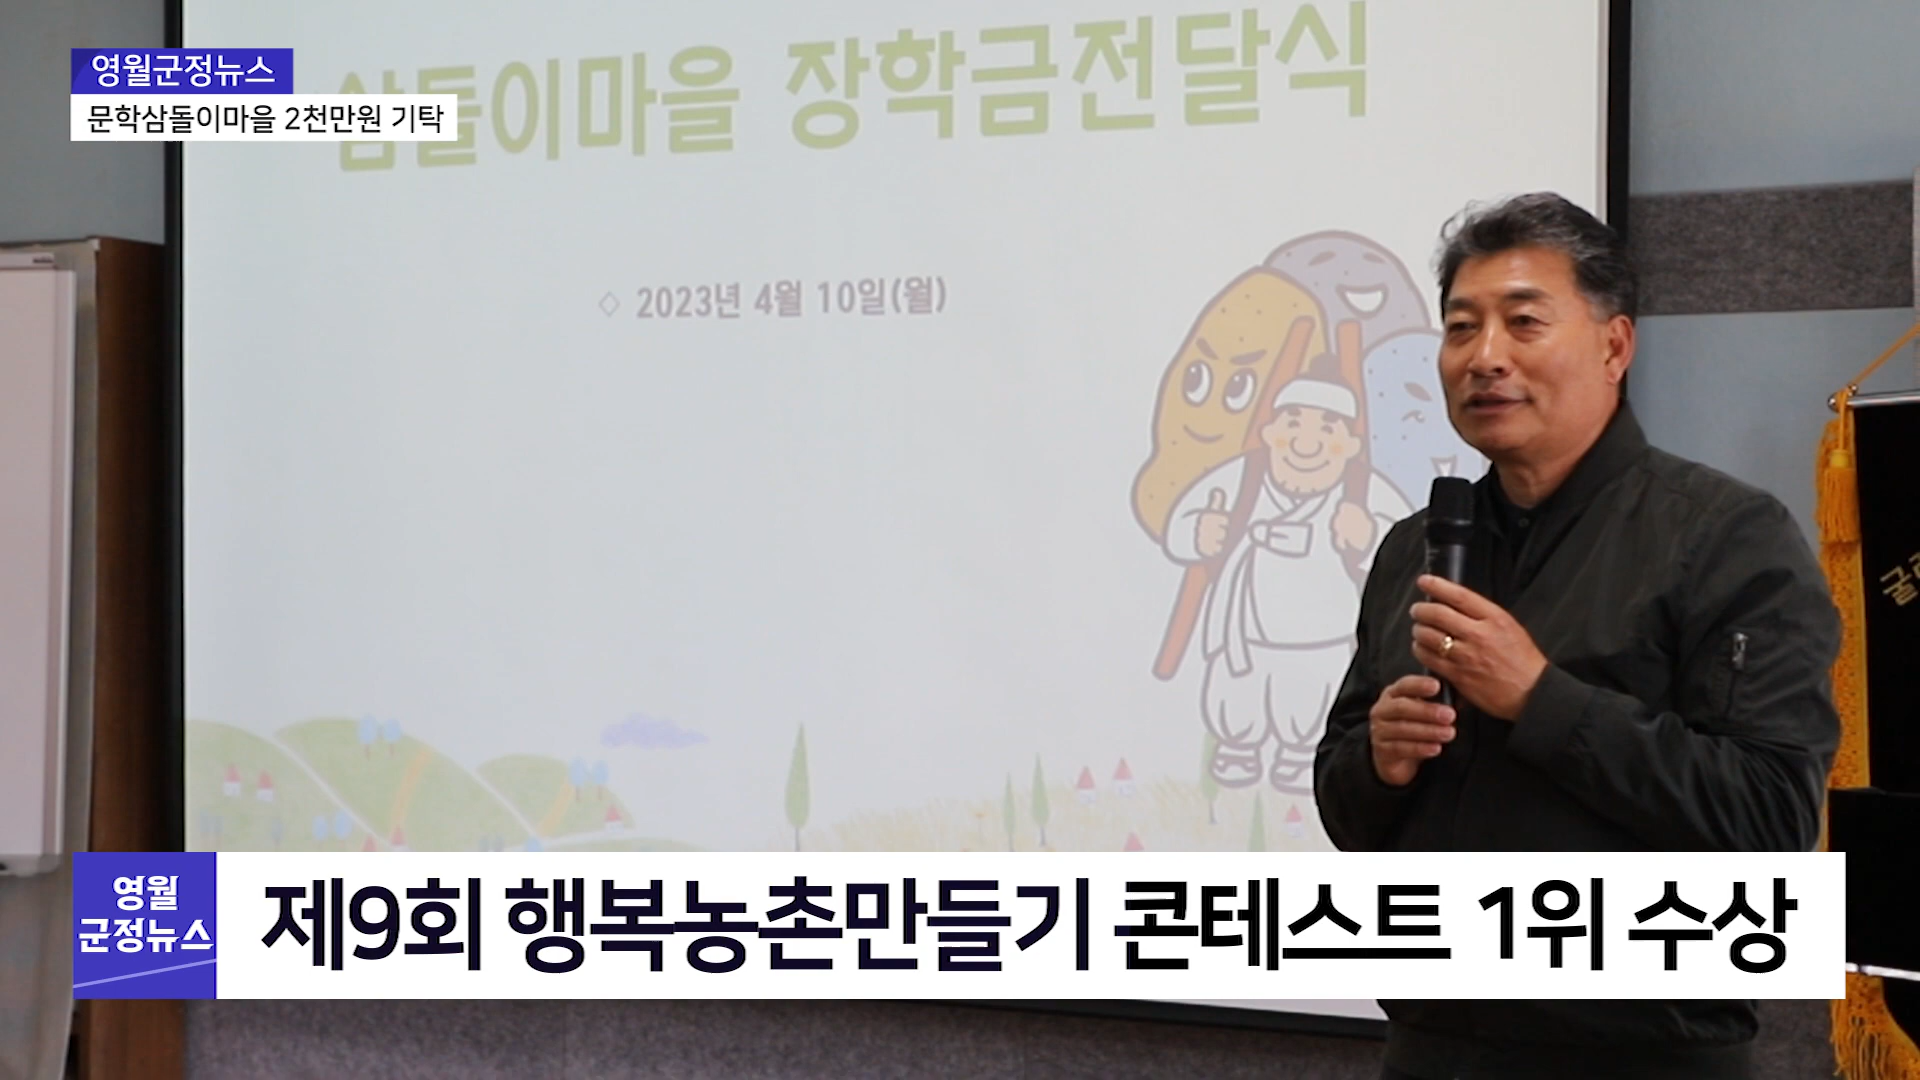 영월군정뉴스
문학삼돌이마을 2천만원 기탁
삼돌이마을 장학금전달식
◇ 2023년 4월 10일(월)
영월
군정뉴스
제9회 행복농촌만들기 콘테스트 1위 수상